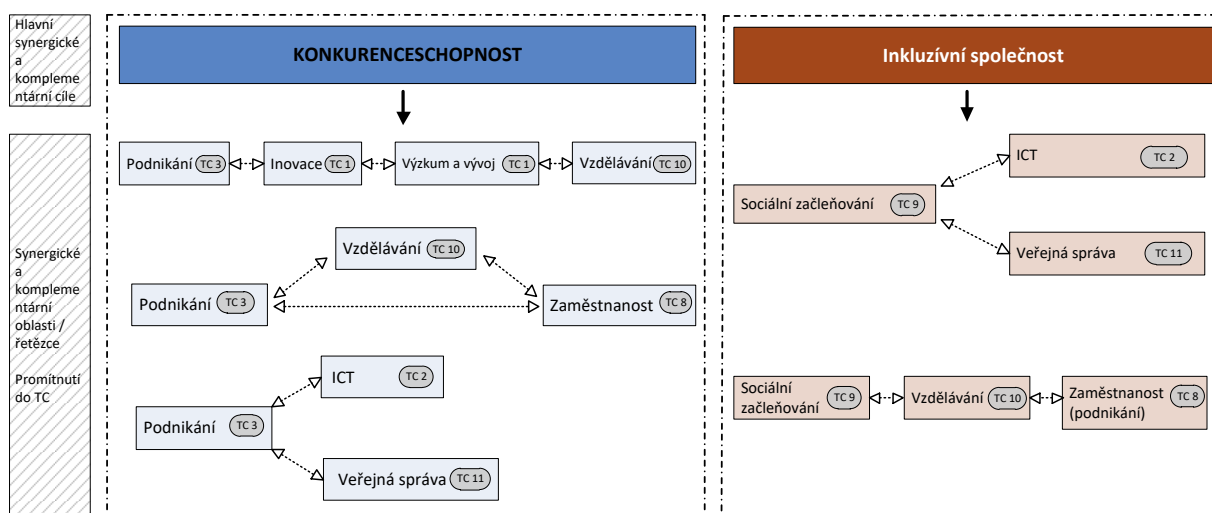 Hlavní
synergické
a
kompleme
ntární cíle
KONKURENCESCHOPNOST
Inkluzívní společnost
Synergické
a
komplеme
ntární
oblasti /
řetězce
Promítnutí
do TC
Podnikání TC 3
Inovace TC 1
Výzkum a vývoj TC 1
Vzdělávání TC 10
Vzdělávání TC 10
Podnikání TC 3
Zaměstnanost TC 8
ICT TC 2
Podnikání TC 3
Veřejná správa TC 11
ICT TC 2
Sociální začleňování TC 9
Veřejná správa TC 11
Sociální
začleňování TC 9
Vzdělávání TC 10
Zaměstnanost TC 8
(podnikání)